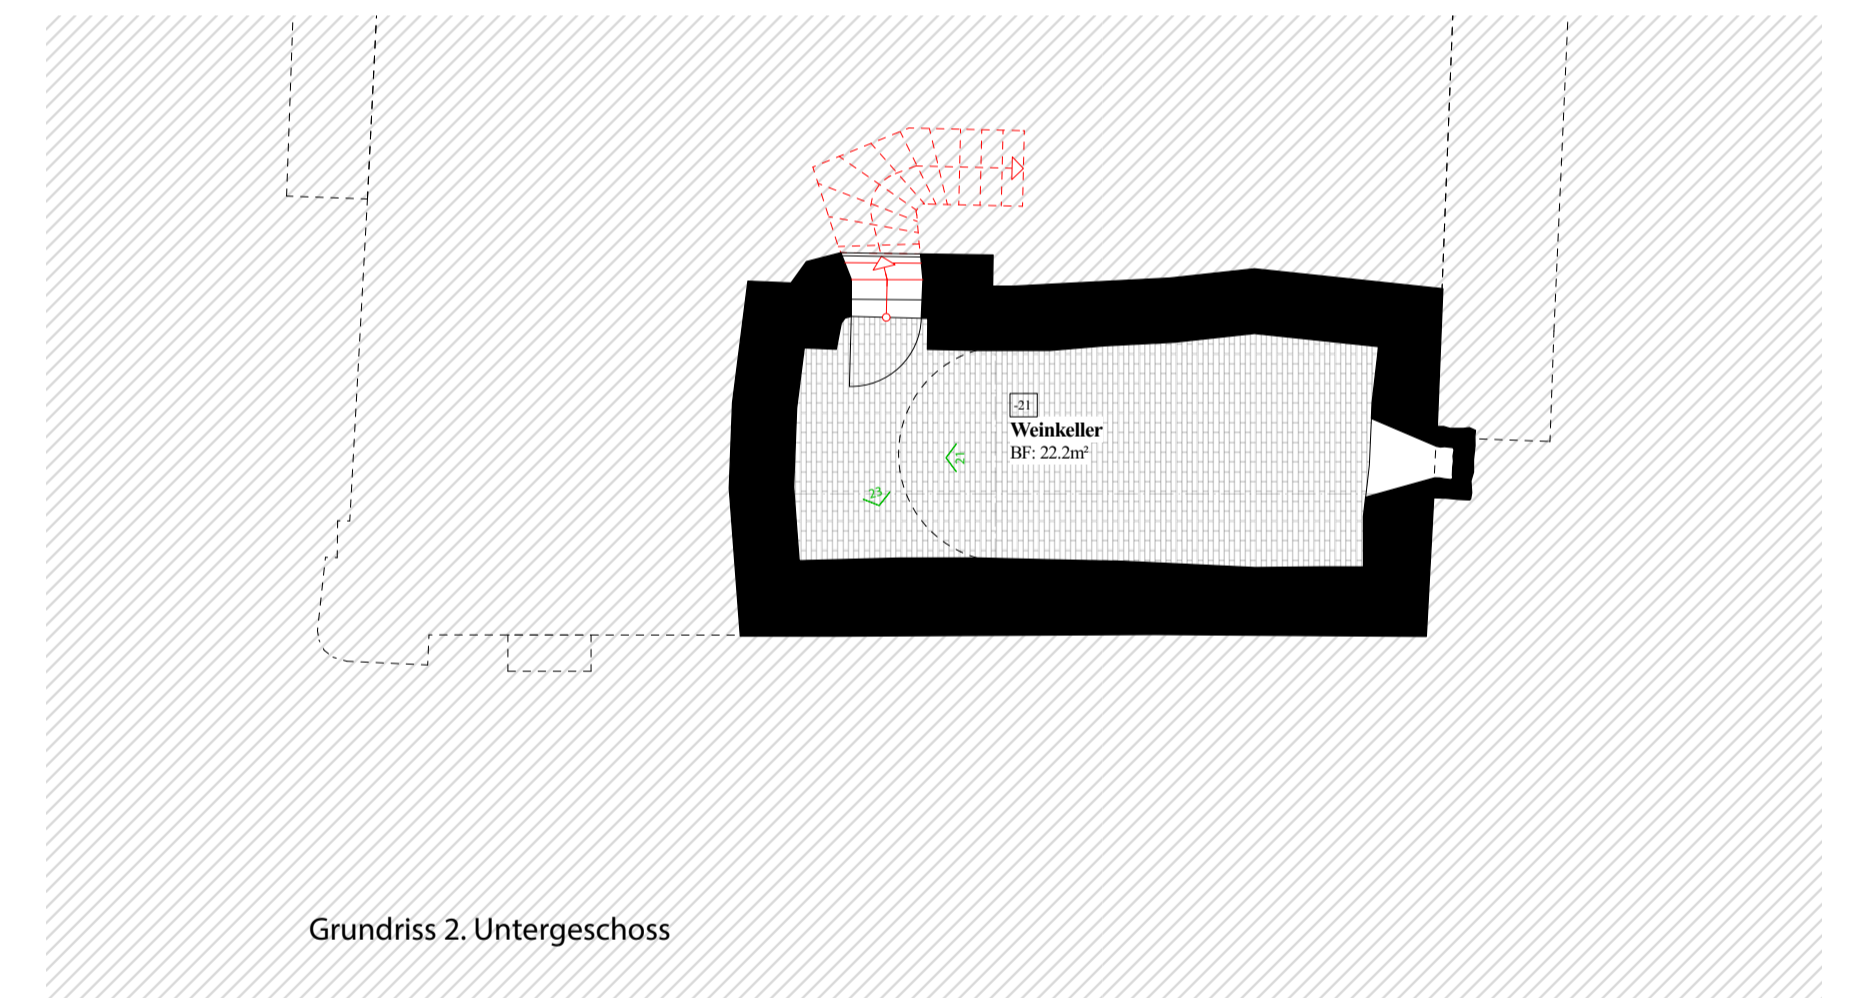 -21
Weinkeller
BF: 22.2m²
21
23
Grundriss 2. Untergeschoss